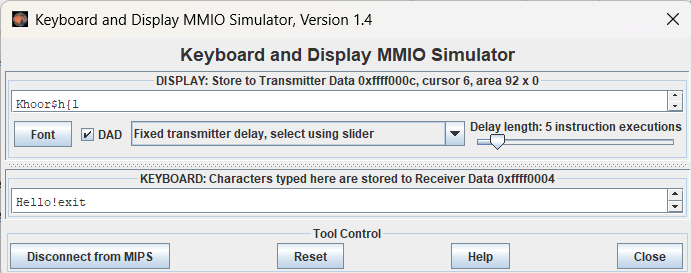 Keyboard and Display MMIO Simulator, Version 1.4
Keyboard and Display MMIO Simulator
DISPLAY: Store to Transmitter Data 0xffff000c, cursor 6, area 92 x 0
Khoor$h{l
Font
DAD
Fixed transmitter delay, select using slider
Delay length: 5 instruction executions
KEYBOARD: Characters typed here are stored to Receiver Data 0xffff0004
Hello!exit
Tool Control
Disconnect from MIPS
Reset
Help
Close